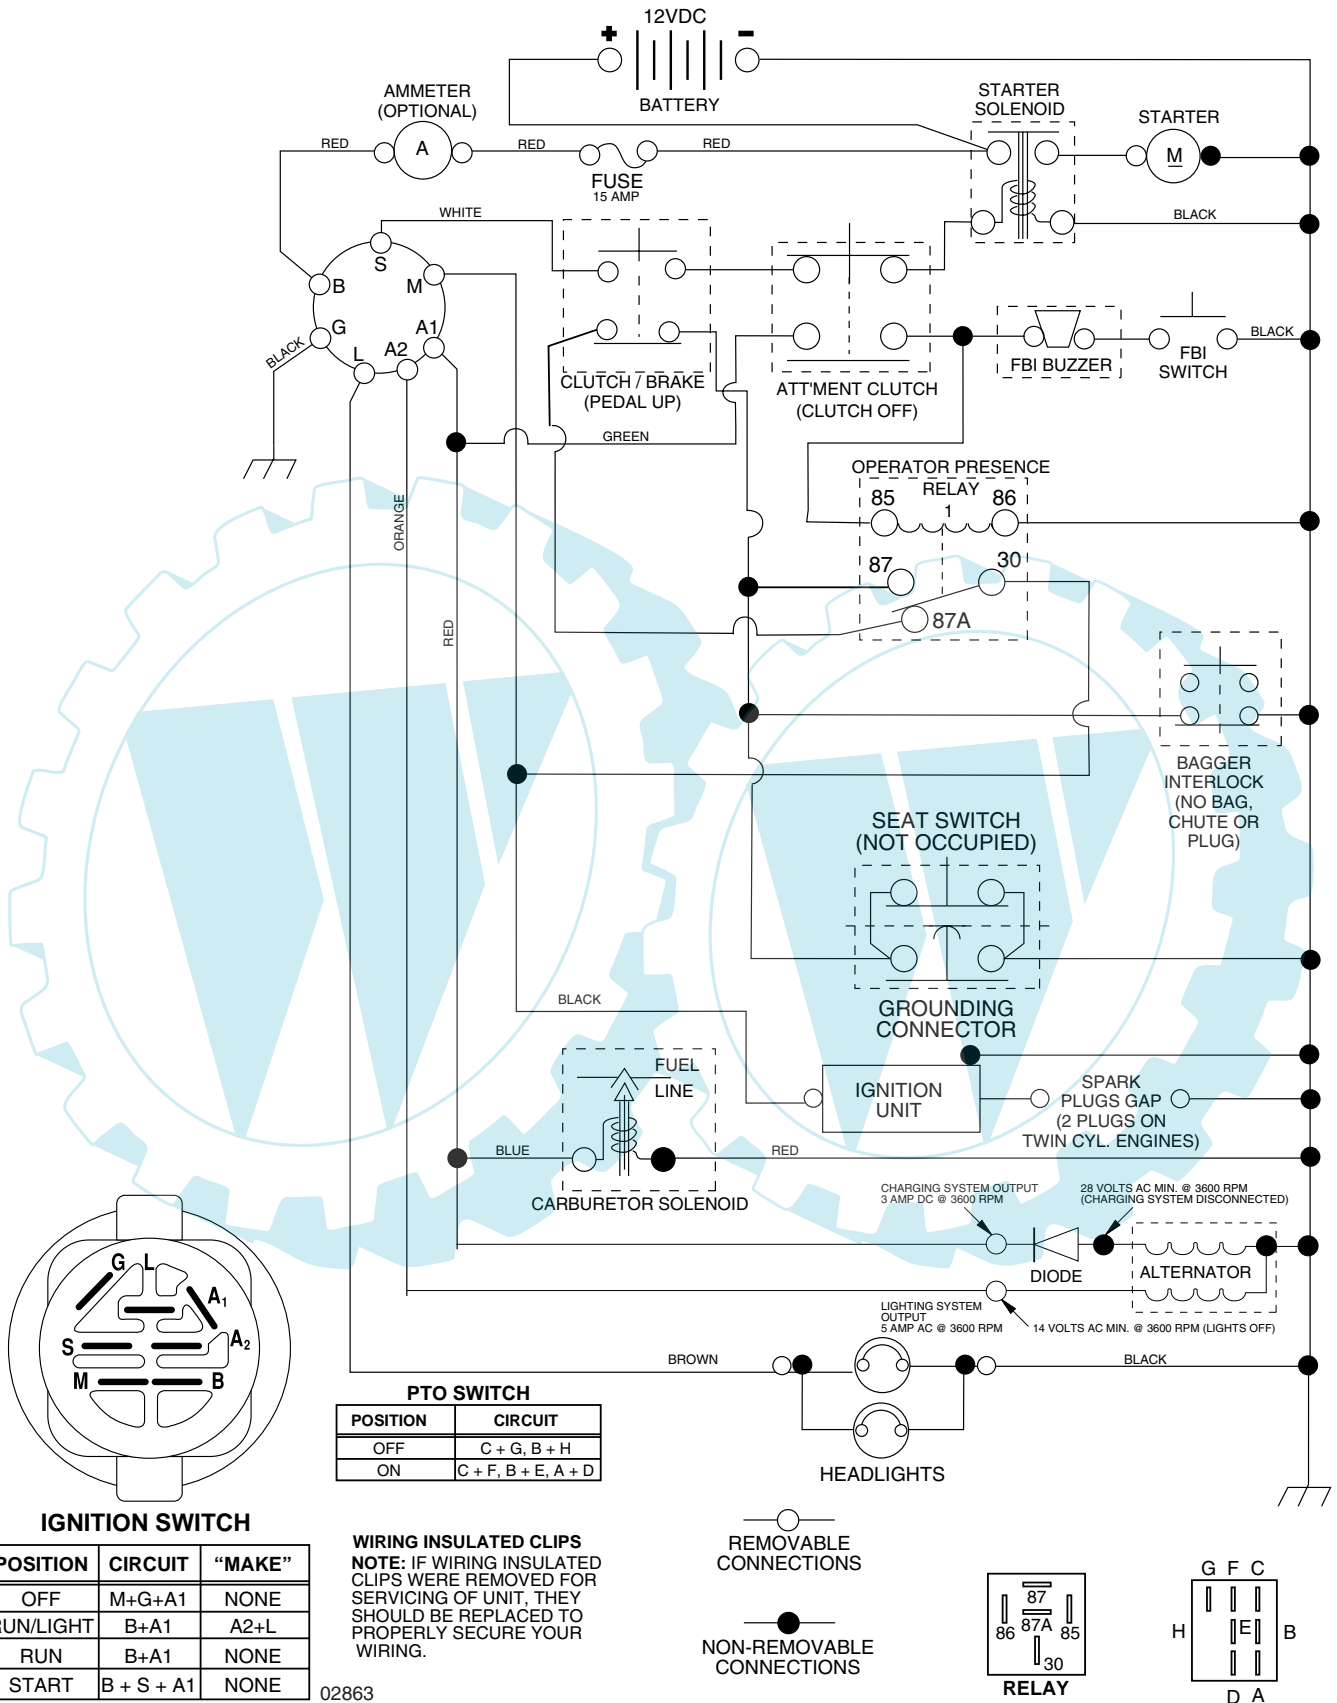 12VDC
+ -
BATTERY
AMMETER
(OPTIONAL)
A
RED
RED
RED
FUSE
15 AMP
STARTER
SOLENOID
STARTER
M
WHITE
BLACK
S
B
M
G
A1
L
A2
BLACK
CLUTCH / BRAKE
(PEDAL UP)
ATT'MENT CLUTCH
(CLUTCH OFF)
FBI BUZZER
FBI
SWITCH
BLACK
GREEN
ORANGE
RED
OPERATOR PRESENCE
RELAY
1
85
86
87
30
87A
BAGGER
INTERLOCK
(NO BAG,
CHUTE OR
PLUG)
SEAT SWITCH
(NOT OCCUPIED)
BLACK
GROUNDING
CONNECTOR
FUEL
LINE
IGNITION
UNIT
SPARK
PLUGS GAP
(2 PLUGS ON
TWIN CYL. ENGINES)
BLUE
RED
CARBURETOR SOLENOID
CHARGING SYSTEM OUTPUT
3 AMP DC @ 3600 RPM
28 VOLTS AC MIN. @ 3600 RPM
(CHARGING SYSTEM DISCONNECTED)
DIODE
ALTERNATOR
LIGHTING SYSTEM
OUTPUT
5 AMP AC @ 3600 RPM
14 VOLTS AC MIN. @ 3600 RPM (LIGHTS OFF)
BROWN
BLACK
HEADLIGHTS
G L
A1
A2
S
M B
IGNITION SWITCH
POSITION CIRCUIT "MAKE"
OFF M+G+A1 NONE
RUN/LIGHT B+A1 A2+L
RUN B+A1 NONE
START B + S + A1 NONE
02863
PTO SWITCH
POSITION CIRCUIT
OFF C + G, B + H
ON C + F, B + E, A + D
WIRING INSULATED CLIPS
NOTE: IF WIRING INSULATED
CLIPS WERE REMOVED FOR
SERVICING OF UNIT, THEY
SHOULD BE REPLACED TO
PROPERLY SECURE YOUR
WIRING.
REMOVABLE
CONNECTIONS
NON-REMOVABLE
CONNECTIONS
87
86 87A 85
30
RELAY
G F C
H E B
D A